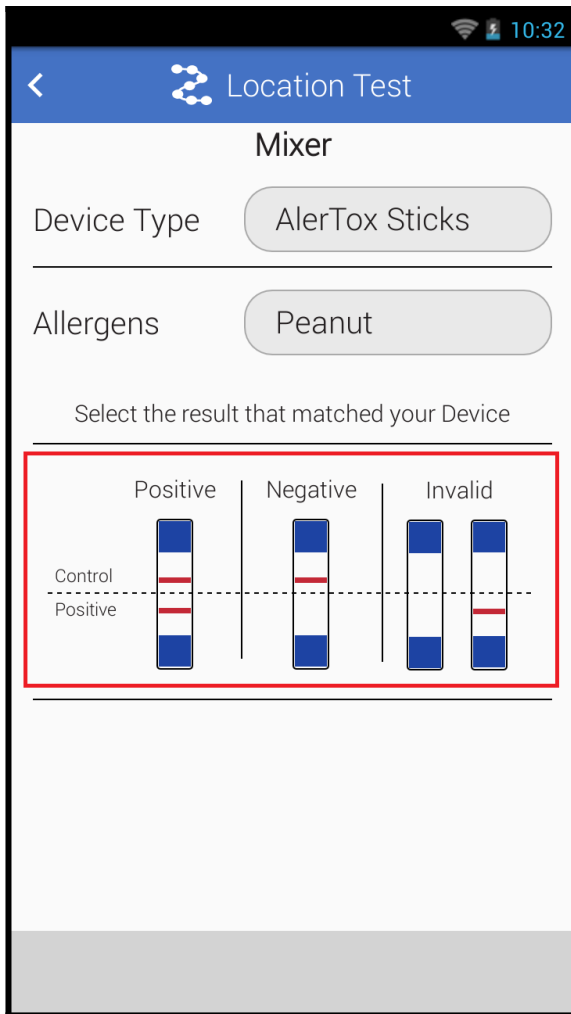 10:32
Location Test
Mixer
Device Type AlerTox Sticks
Allergens Peanut
Select the result that matched your Device
Positive Negative Invalid
Control
Positive